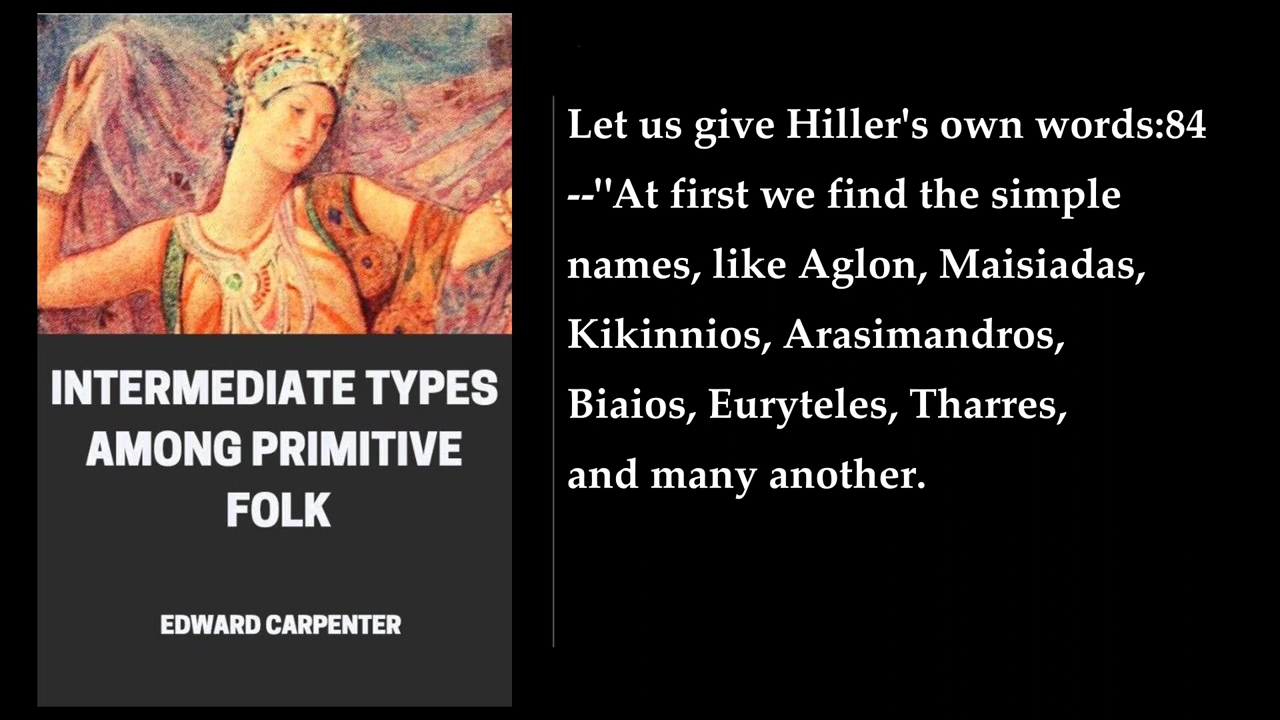 INTERMEDIATE TYPES
AMONG PRIMITIVE
FOLK
EDWARD CARPENTER
Let us give Hiller's own words:84
--"At first we find the simple
names, like Aglon, Maisiadas,
Kikinnios, Arasimandros,
Biaios, Euryteles, Tharres,
and many another.